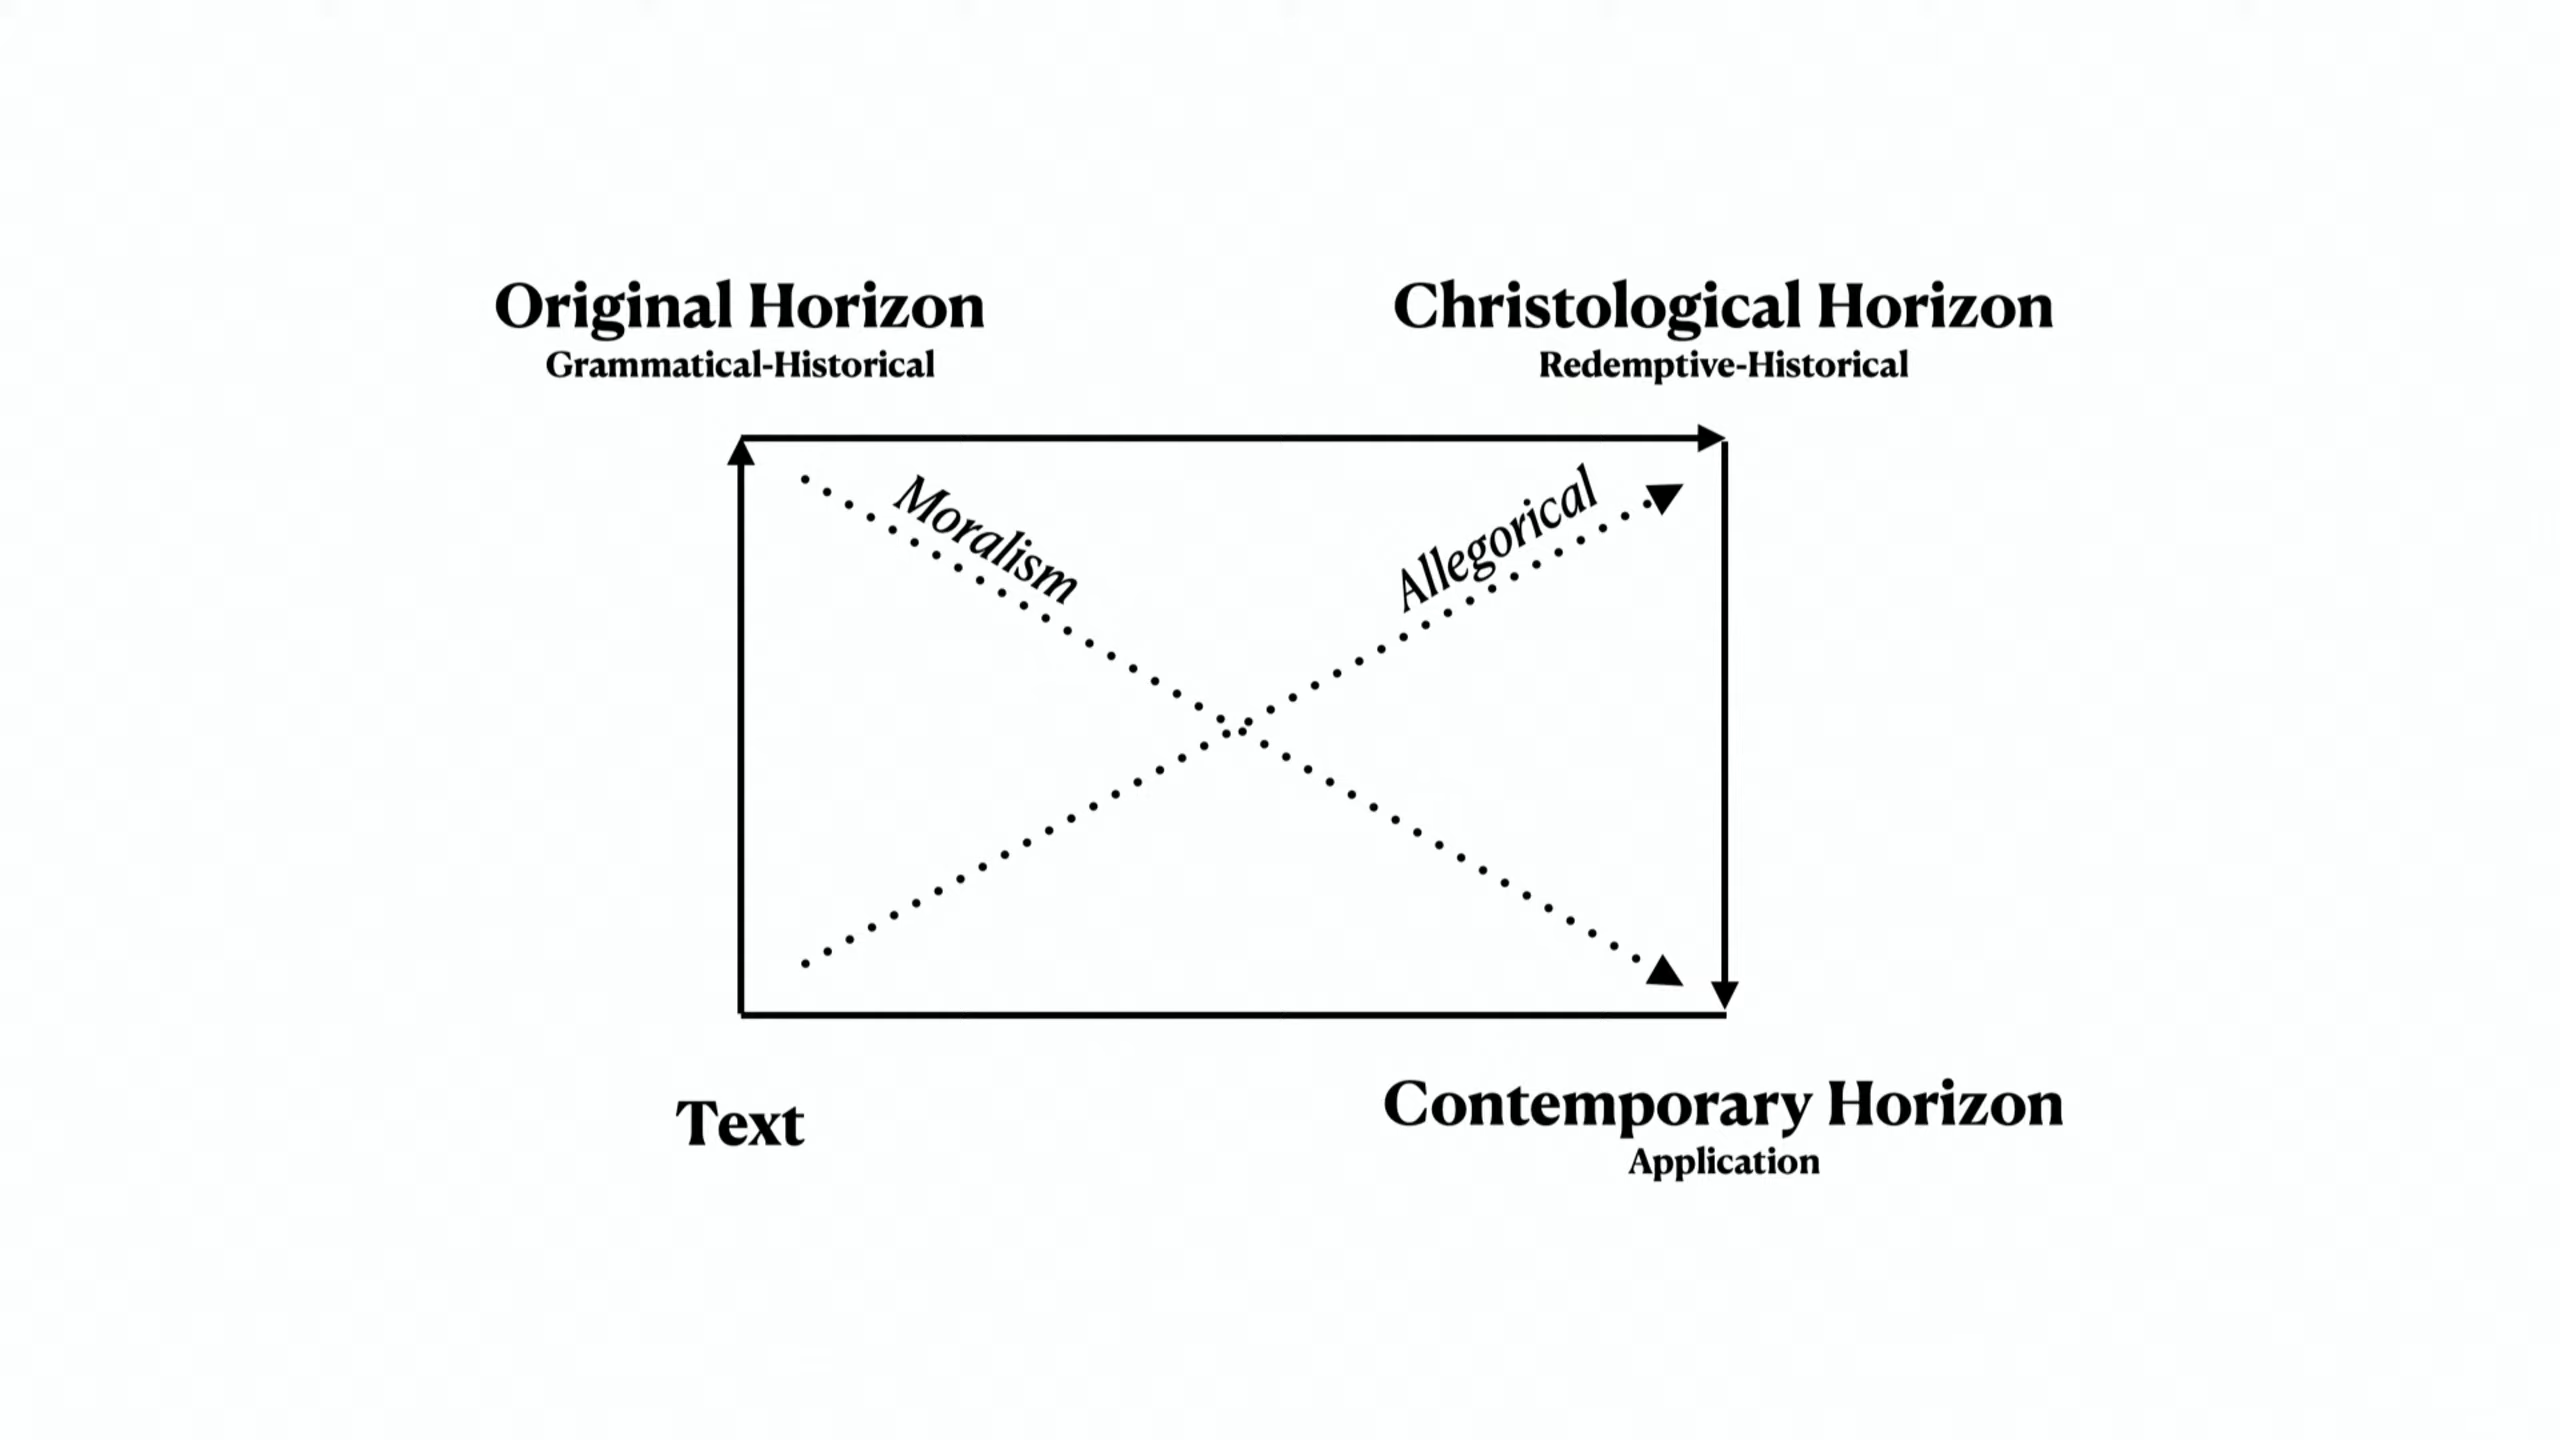 Original Horizon
Grammatical-Historical
Christological Horizon
Redemptive-Historical
Moralism
Allegorical
Text
Contemporary Horizon
Application